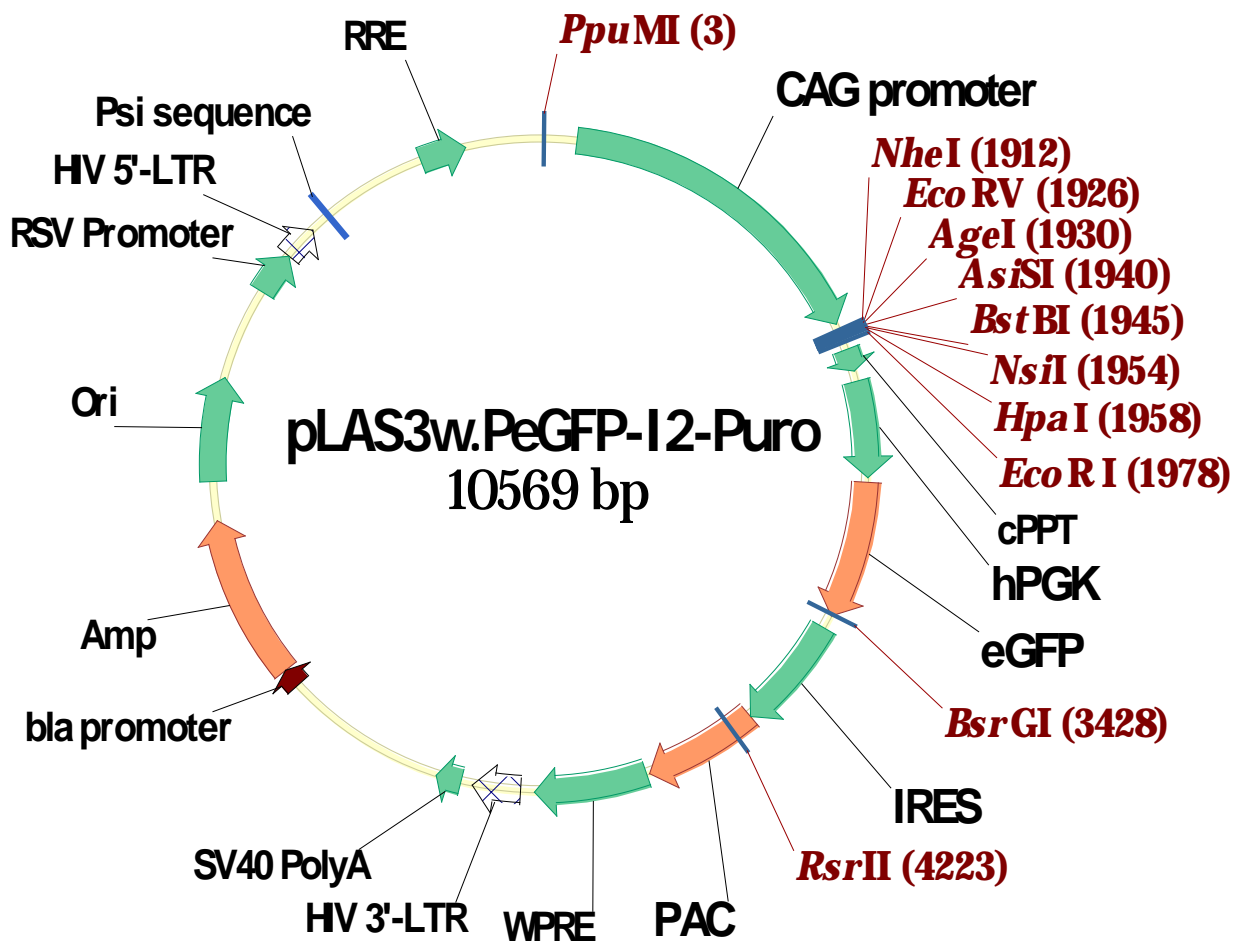 RRE
PpuMI (3)
CAG promoter
Psi sequence
HIV 5'-LTR
RSV Promoter
NheI (1912)
EcoRV (1926)
AgeI (1930)
AsiSI (1940)
BstBI (1945)
NsiI (1954)
HpaI (1958)
EcoRI (1978)
Ori
pLAS3w.PeGFP-I2-Puro
10569 bp
cPPT
hPGK
eGFP
Amp
bla promoter
BsrGI (3428)
IRES
RsrII (4223)
SV40 PolyA
HIV 3'-LTR
WPRE
PAC